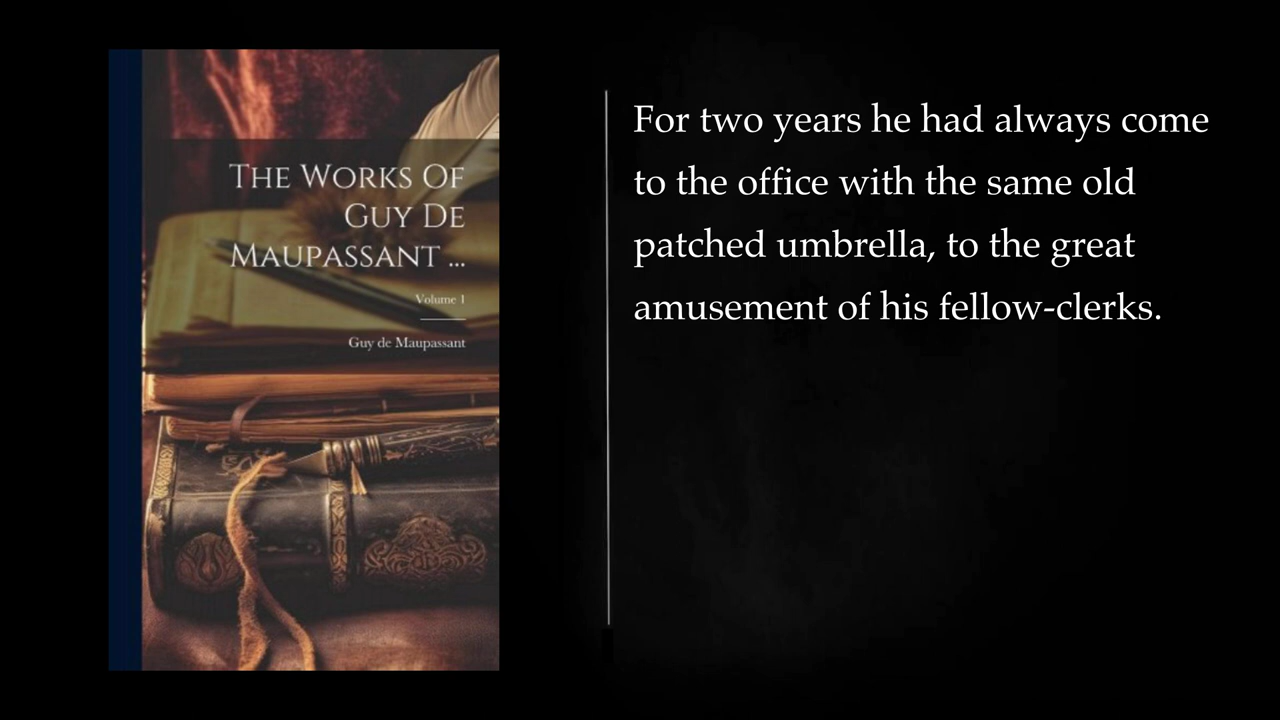 The Works Of
Guy De
Maupassant ...
Volume 1
Guy de Maupassant
For two years he had always come
to the office with the same old
patched umbrella, to the great
amusement of his fellow-clerks.